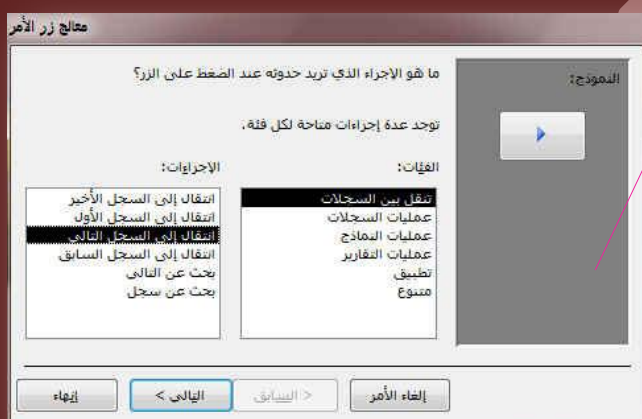 معالج زر الأمر
النموذج:
ما هو الإجراء الذي تريد حدوثه عند الضغط على الزر؟
توجد عدة إجراءات متاحة لكل فئة.
الفئات:
تنقل بين السجلات
عمليات السجلات
عمليات النماذج
عمليات التقارير
تطبيق
متنوع
الإجراءات:
انتقال إلى السجل الأخير
انتقال إلى السجل الأول
انتقال إلى السجل التالي
انتقال إلى السجل السابق
بحث عن التالي
بحث عن سجل
إلغاء الأمر
< السابق
التالي >
إنهاء